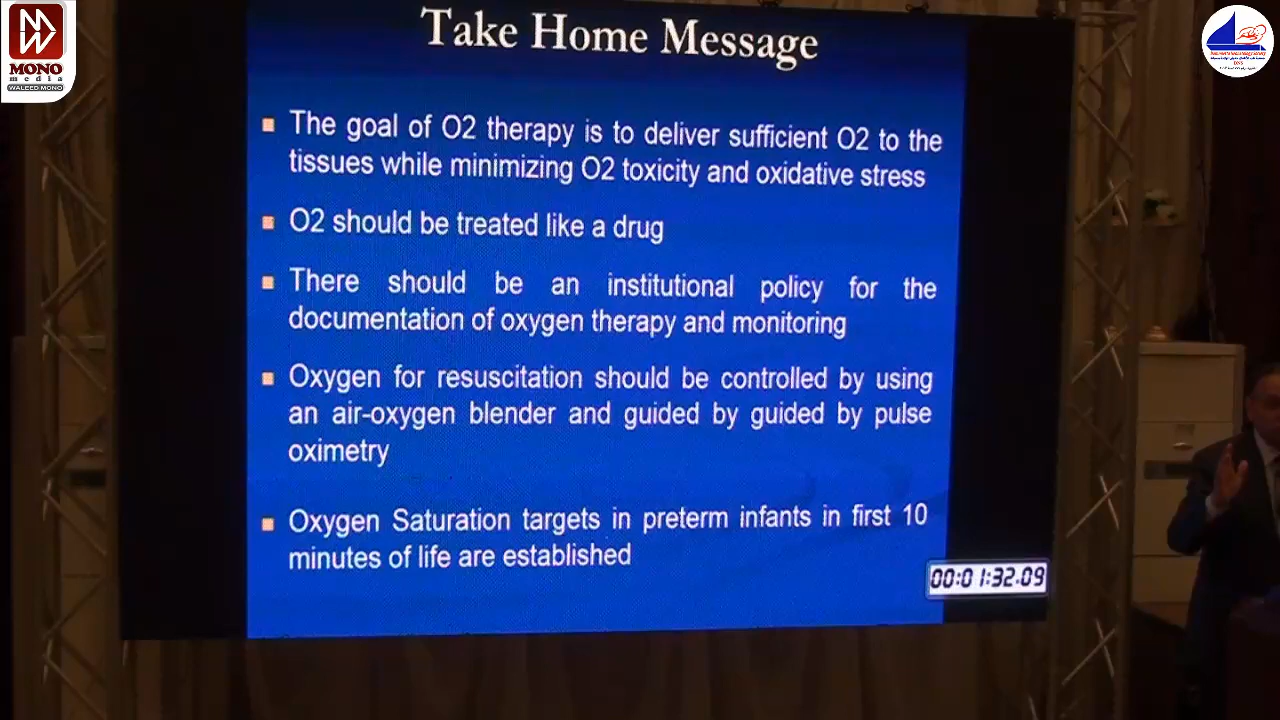 MONO
media
WALEED MONO
DNS
Take Home Message
The goal of O2 therapy is to deliver sufficient O2 to the
tissues while minimizing O2 toxicity and oxidative stress
O2 should be treated like a drug
There should be an institutional policy for the
documentation of oxygen therapy and monitoring
Oxygen for resuscitation should be controlled by using
an air-oxygen blender and guided by guided by pulse
oximetry
Oxygen Saturation targets in preterm infants in first 10
minutes of life are established
00:01:32.09